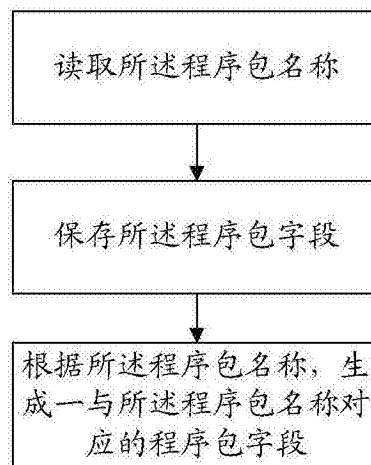 读取所述程序包名称
保存所述程序包字段
根据所述程序包名称，生
成一与所述程序包名称对
应的程序包字段